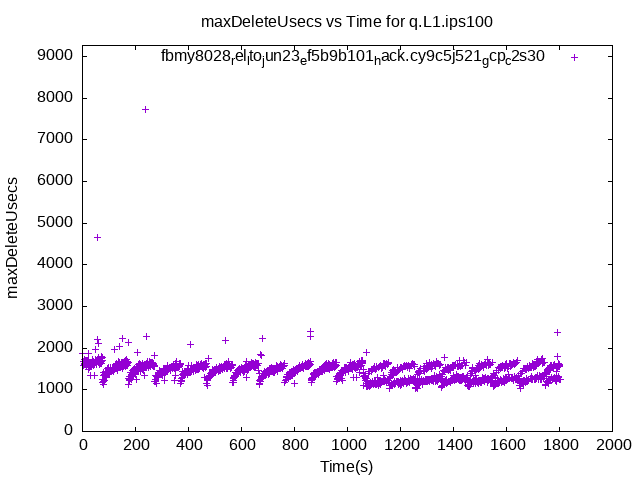 maxDeleteUsecs vs Time for q.L1.ips100
fbmy8028relltojun23ef5b9b101hack.cy9c5j521gcpc2s30
maxDeleteUsecs
9000
8000
7000
6000
5000
4000
3000
2000
1000
0
0 200 400 600 800 1000 1200 1400 1600 1800 2000
Time(s)